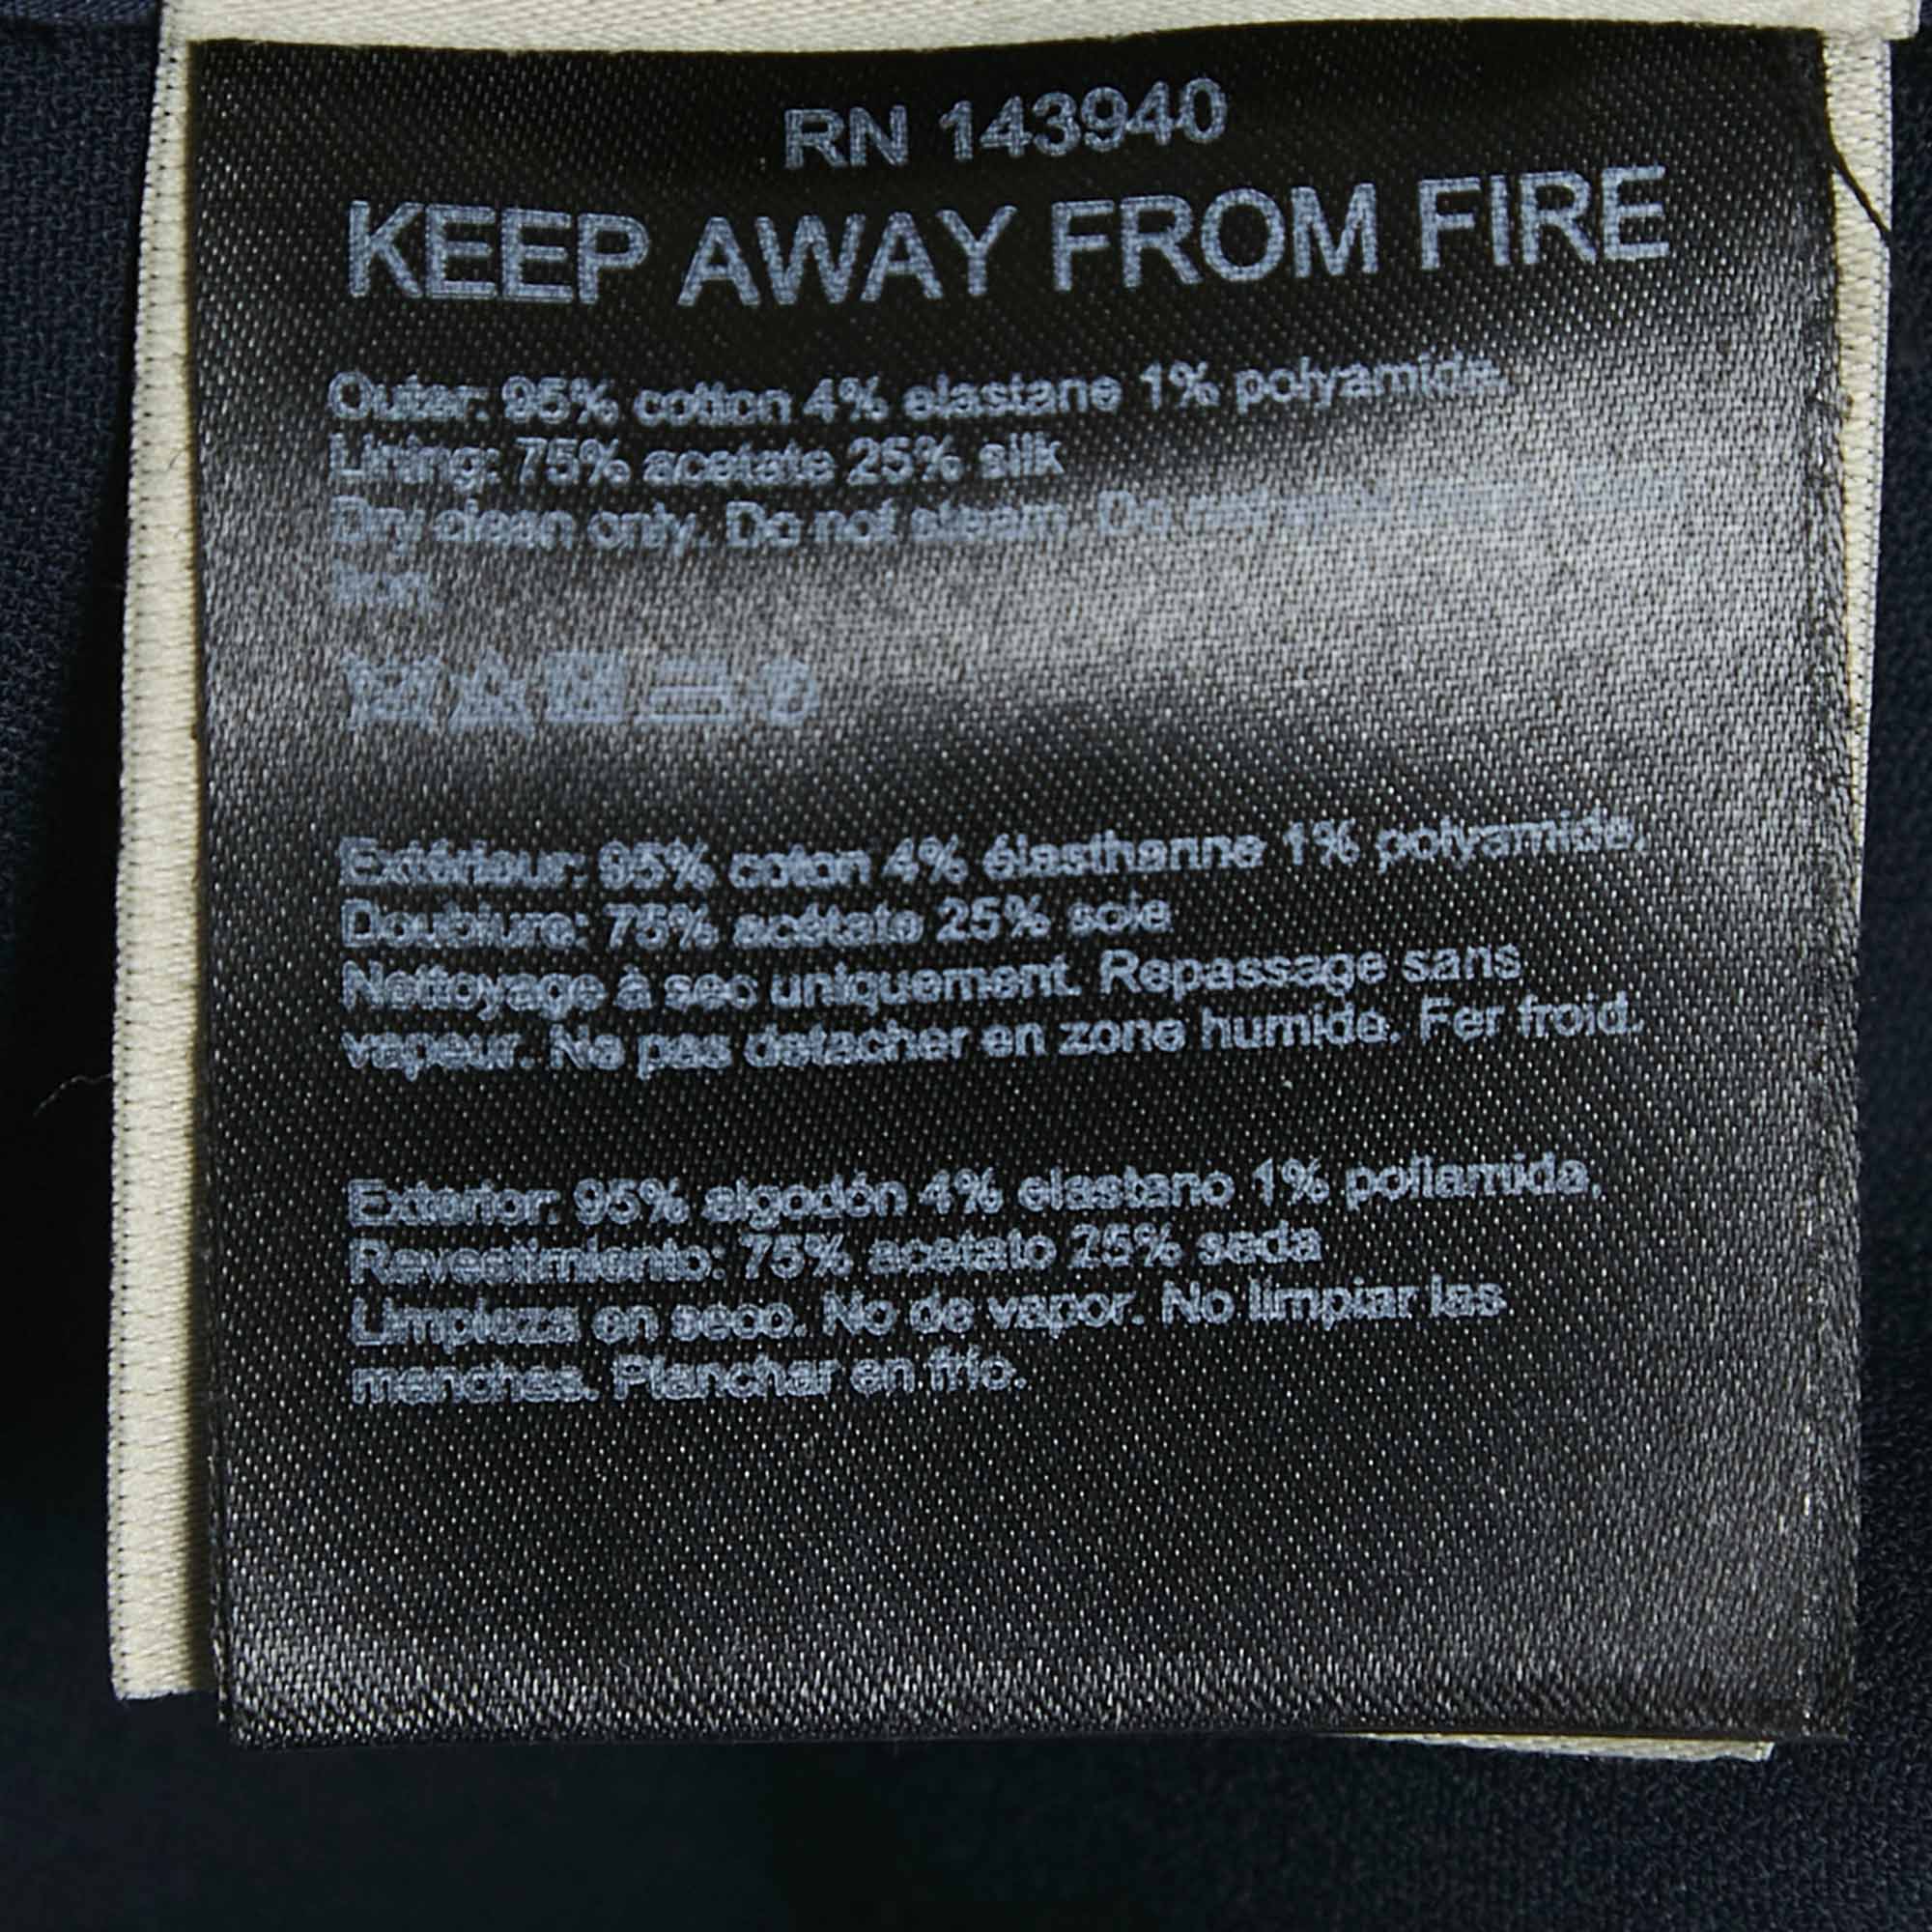 RN 143940
KEEP AWAY FROM FIRE
Outer: 95% cotton 4% elastane 1% polyamide,
Lining: 75% acetate 25% silk
Dry clean only. Do not steam. Do not
Iron.
Extérieur: 95% coton 4% élasthanne 1% polyamide,
Doublure: 75% acétate 25% soie
Nettoyage à sec uniquement. Repassage sans
vapeur. Ne pas detacher en zone humide. Fer froid.
Exterior: 95% algodón 4% elastano 1% poliamida,
Revestimiento: 75% acetato 25% seda
Limpieza en seco. No de vapor. No limpiar las
manchas. Planchar en frío.